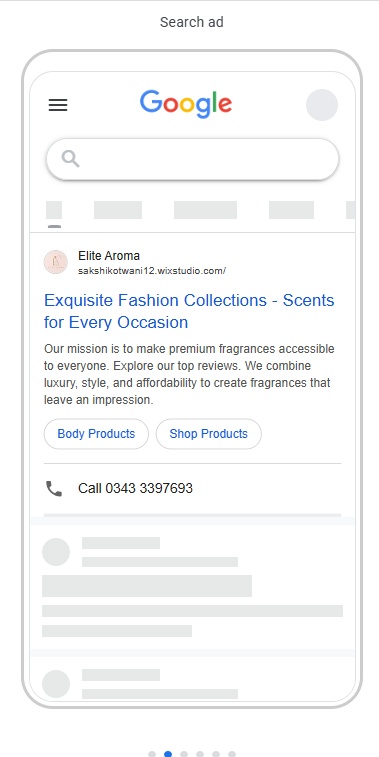 Search ad
Google
Elite Aroma
sakshikotwani12.wixstudio.com/
Exquisite Fashion Collections - Scents
for Every Occasion
Our mission is to make premium fragrances accessible
to everyone. Explore our top reviews. We combine
luxury, style, and affordability to create fragrances that
leave an impression.
Body Products
Shop Products
Call 0343 3397693